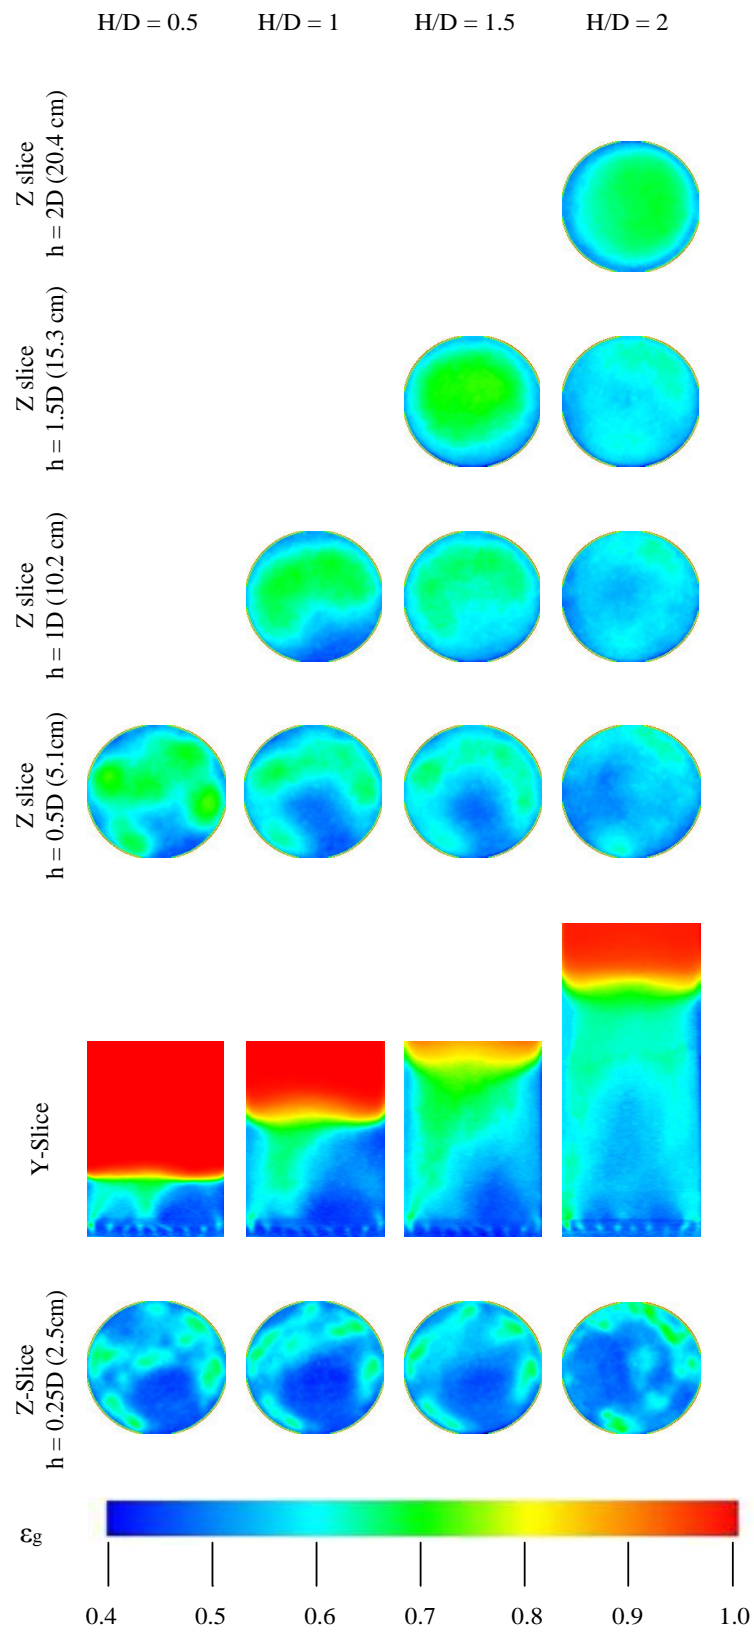 H/D = 0.5 H/D = 1 H/D = 1.5 H/D = 2
Z slice
h = 2D (20.4 cm)
Z slice
h = 1.5D (15.3 cm)
Z slice
h = 1D (10.2 cm)
Z slice
h = 0.5D (5.1cm)
Y-Slice
Z-Slice
h = 0.25D (2.5cm)
εg
0.4 0.5 0.6 0.7 0.8 0.9 1.0